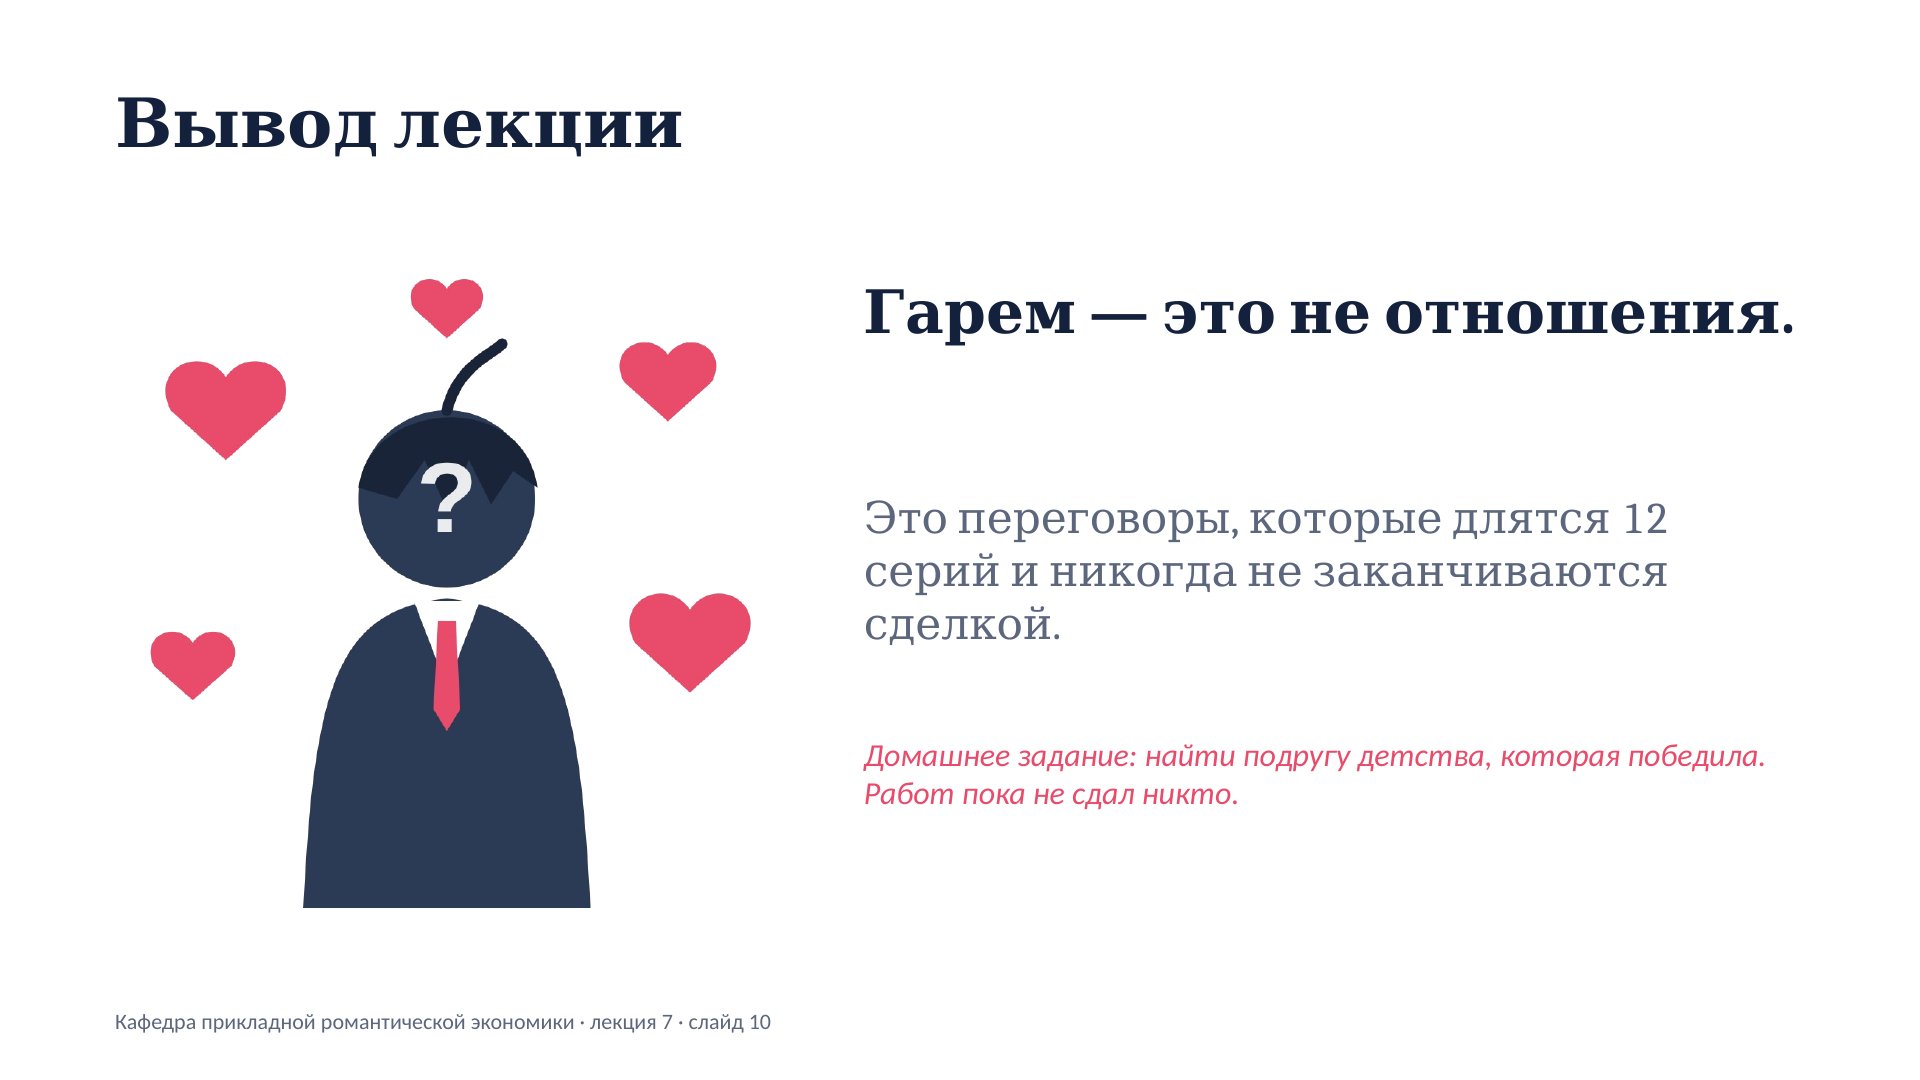 Вывод лекции
?
Гарем — это не отношения.
Это переговоры, которые длятся 12
серий и никогда не заканчиваются
сделкой.
Домашнее задание: найти подругу детства, которая победила.
Работ пока не сдал никто.
Кафедра прикладной романтической экономики · лекция 7 · слайд 10